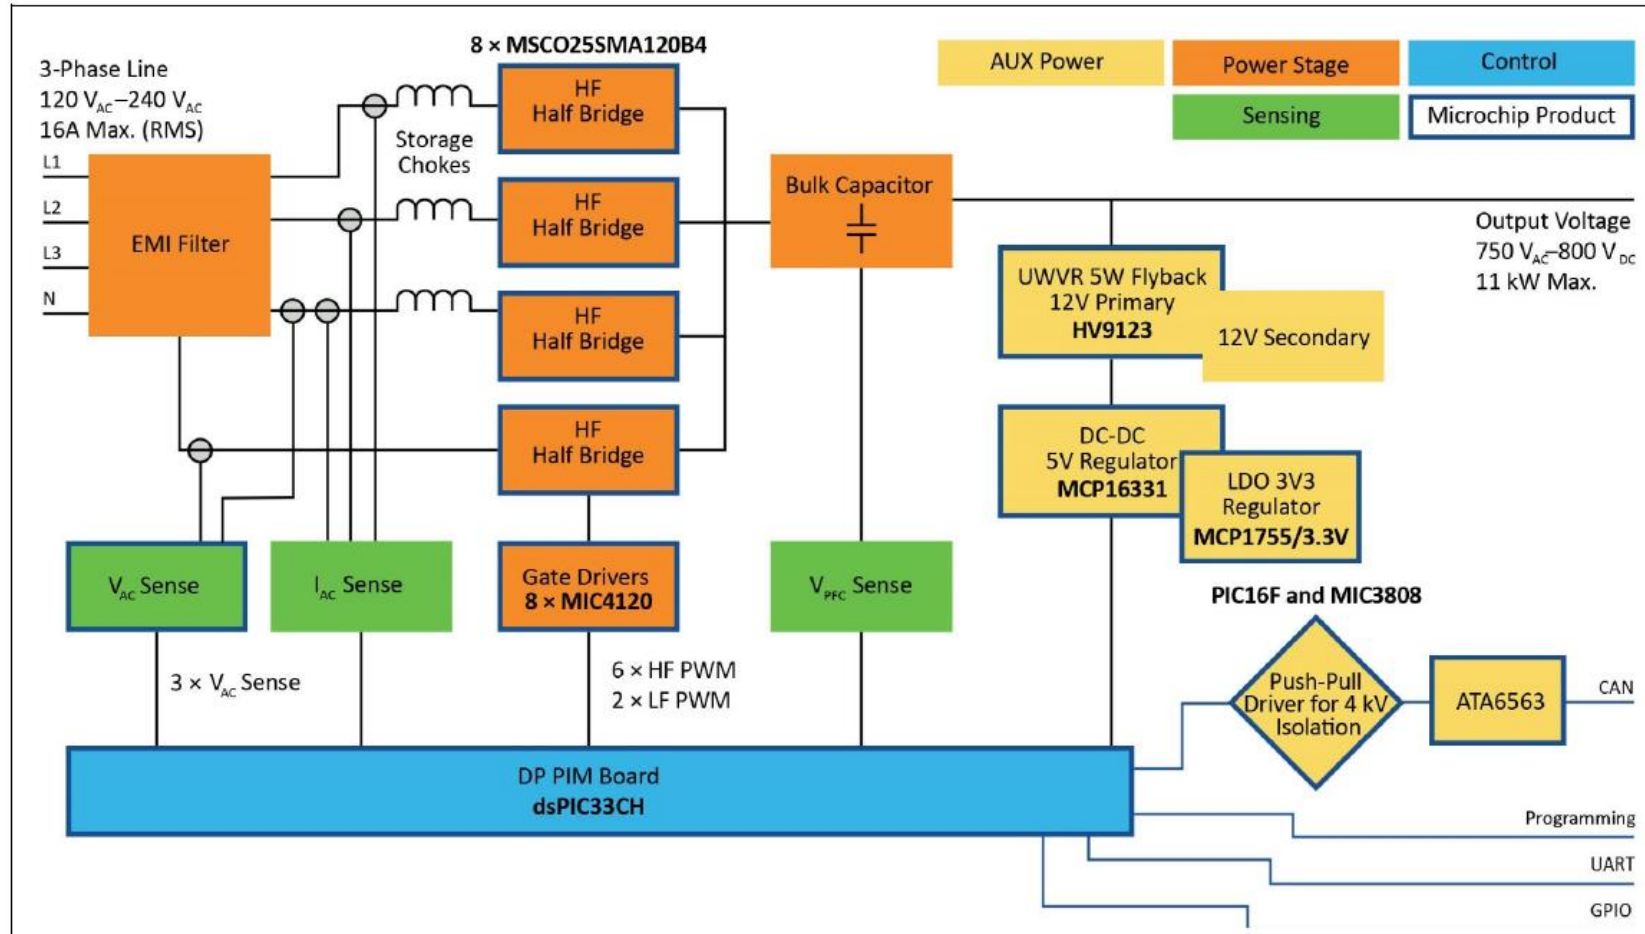 8 × MSCO25SMA120B4
3-Phase Line
120 VAC–240 VAC
16A Max. (RMS)
L1
L2
L3
N
EMI Filter
Storage
Chokes
HF
Half Bridge
HF
Half Bridge
HF
Half Bridge
HF
Half Bridge
Bulk Capacitor
AUX Power
Power Stage
Control
Sensing
Microchip Product
Output Voltage
750 VAC–800 VDC
11 kW Max.
UWVR 5W Flyback
12V Primary
HV9123
12V Secondary
DC-DC
5V Regulator
MCP16331
LDO 3V3
Regulator
MCP1755/3.3V
VAC Sense
IAC Sense
Gate Drivers
8 × MIC4120
VPFC Sense
3 × VAC Sense
6 × HF PWM
2 × LF PWM
PIC16F and MIC3808
Push-Pull
Driver for 4 kV
Isolation
ATA6563
CAN
DP PIM Board
dsPIC33CH
Programming
UART
GPIO